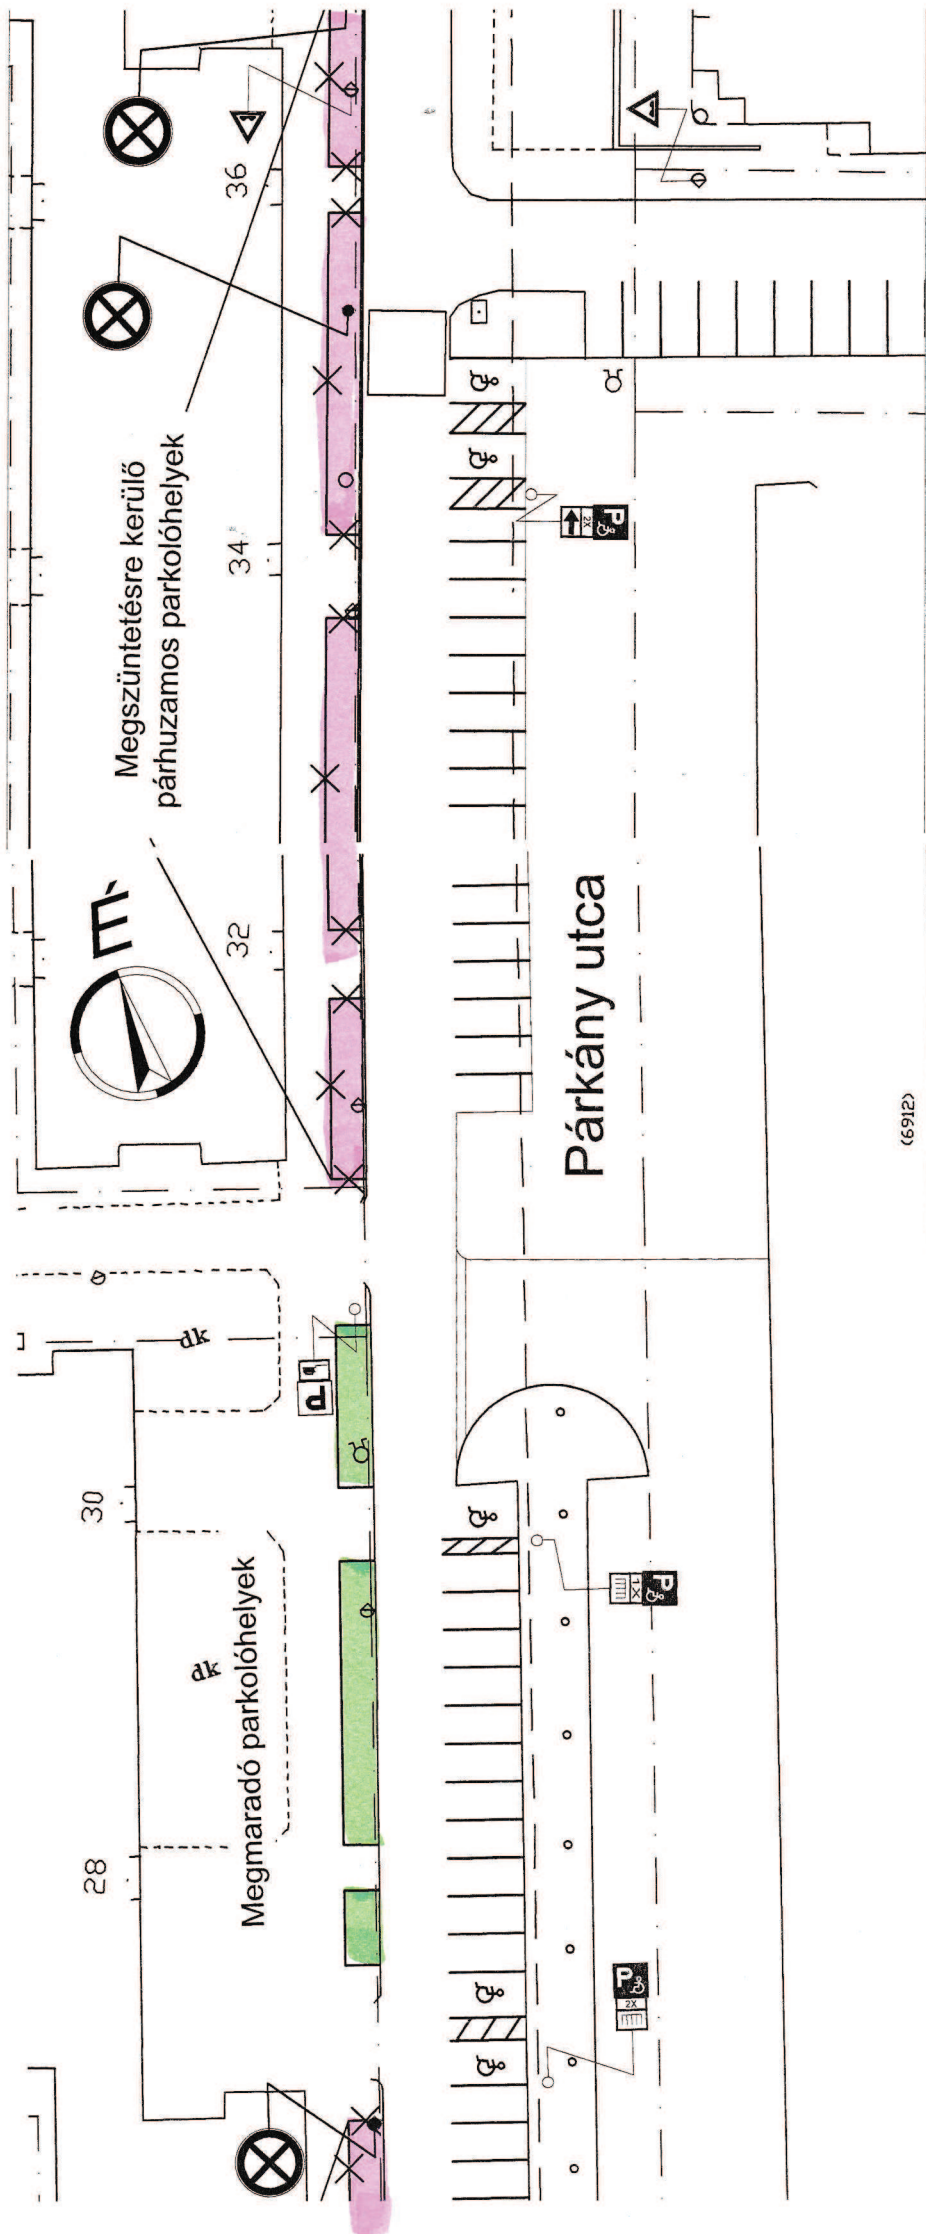 36
Megszüntetésre kerülő
párhuzamos parkolóhelyek
34
32
É
Párkány utca
(6912)
dk
30
dk
Megmaradó parkolóhelyek
28
P
2X
P
P
1X
P
2X